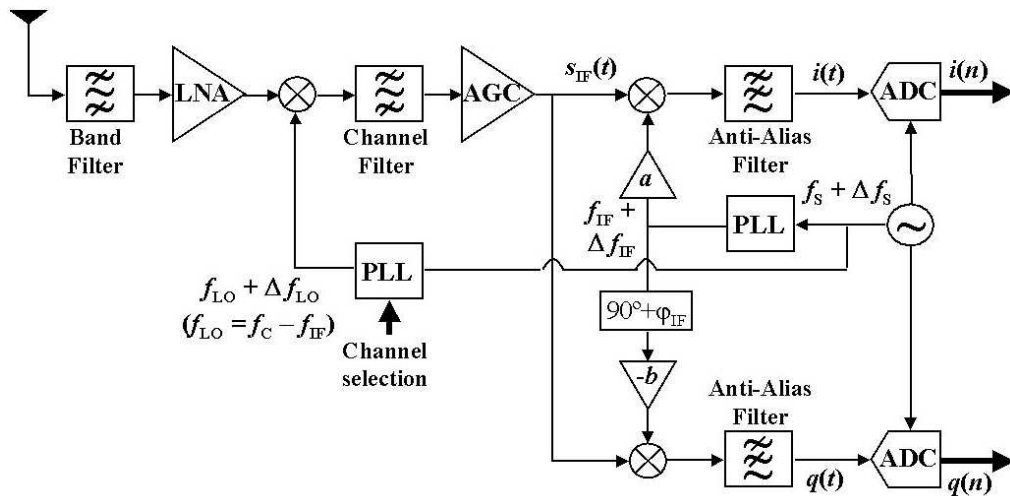 s_IF(t)
i(t)
i(n)
LNA
AGC
ADC
Band
Filter
Channel
Filter
Anti-Alias
Filter
a
f_S + Δf_S
f_IF +
Δf_IF
PLL
~
PLL
f_LO + Δf_LO
(f_LO = f_C – f_IF)
90°+φ_IF
Channel
selection
-b
Anti-Alias
Filter
ADC
q(t)
q(n)